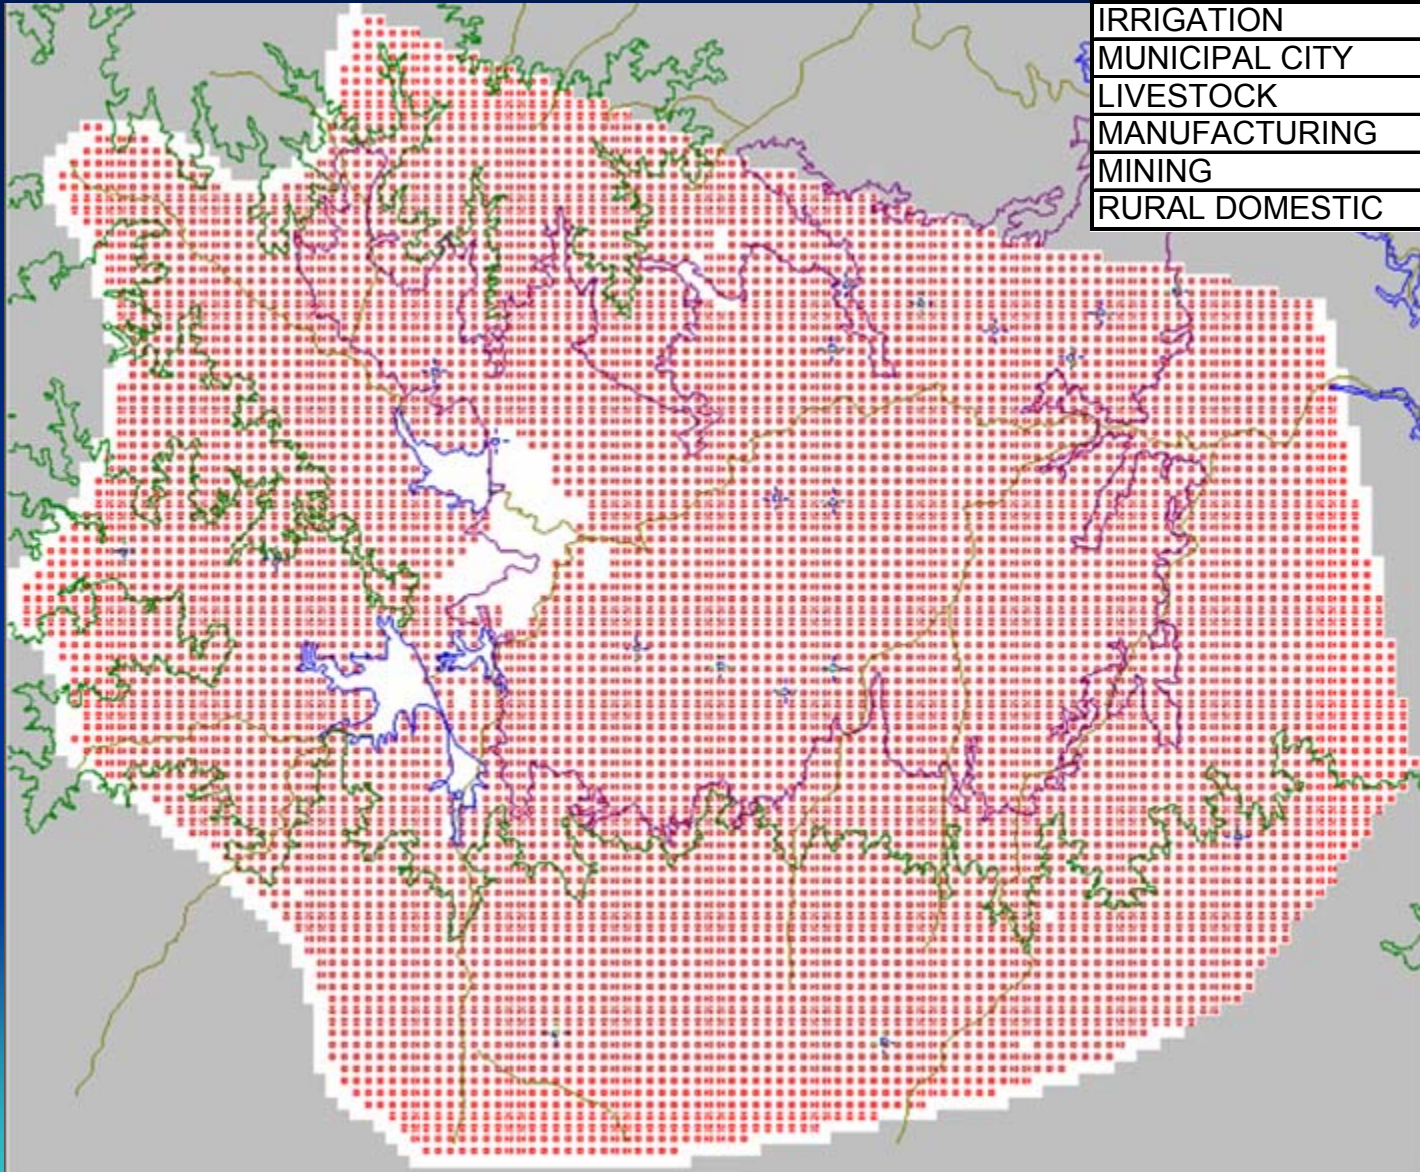 IRRIGATION
MUNICIPAL CITY
LIVESTOCK
MANUFACTURING
MINING
RURAL DOMESTIC